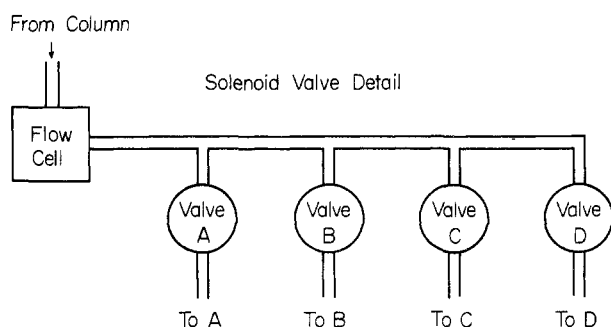 From Column
Solenoid Valve Detail
Flow
Cell
Valve
A
Valve
B
Valve
C
Valve
D
To A
To B
To C
To D